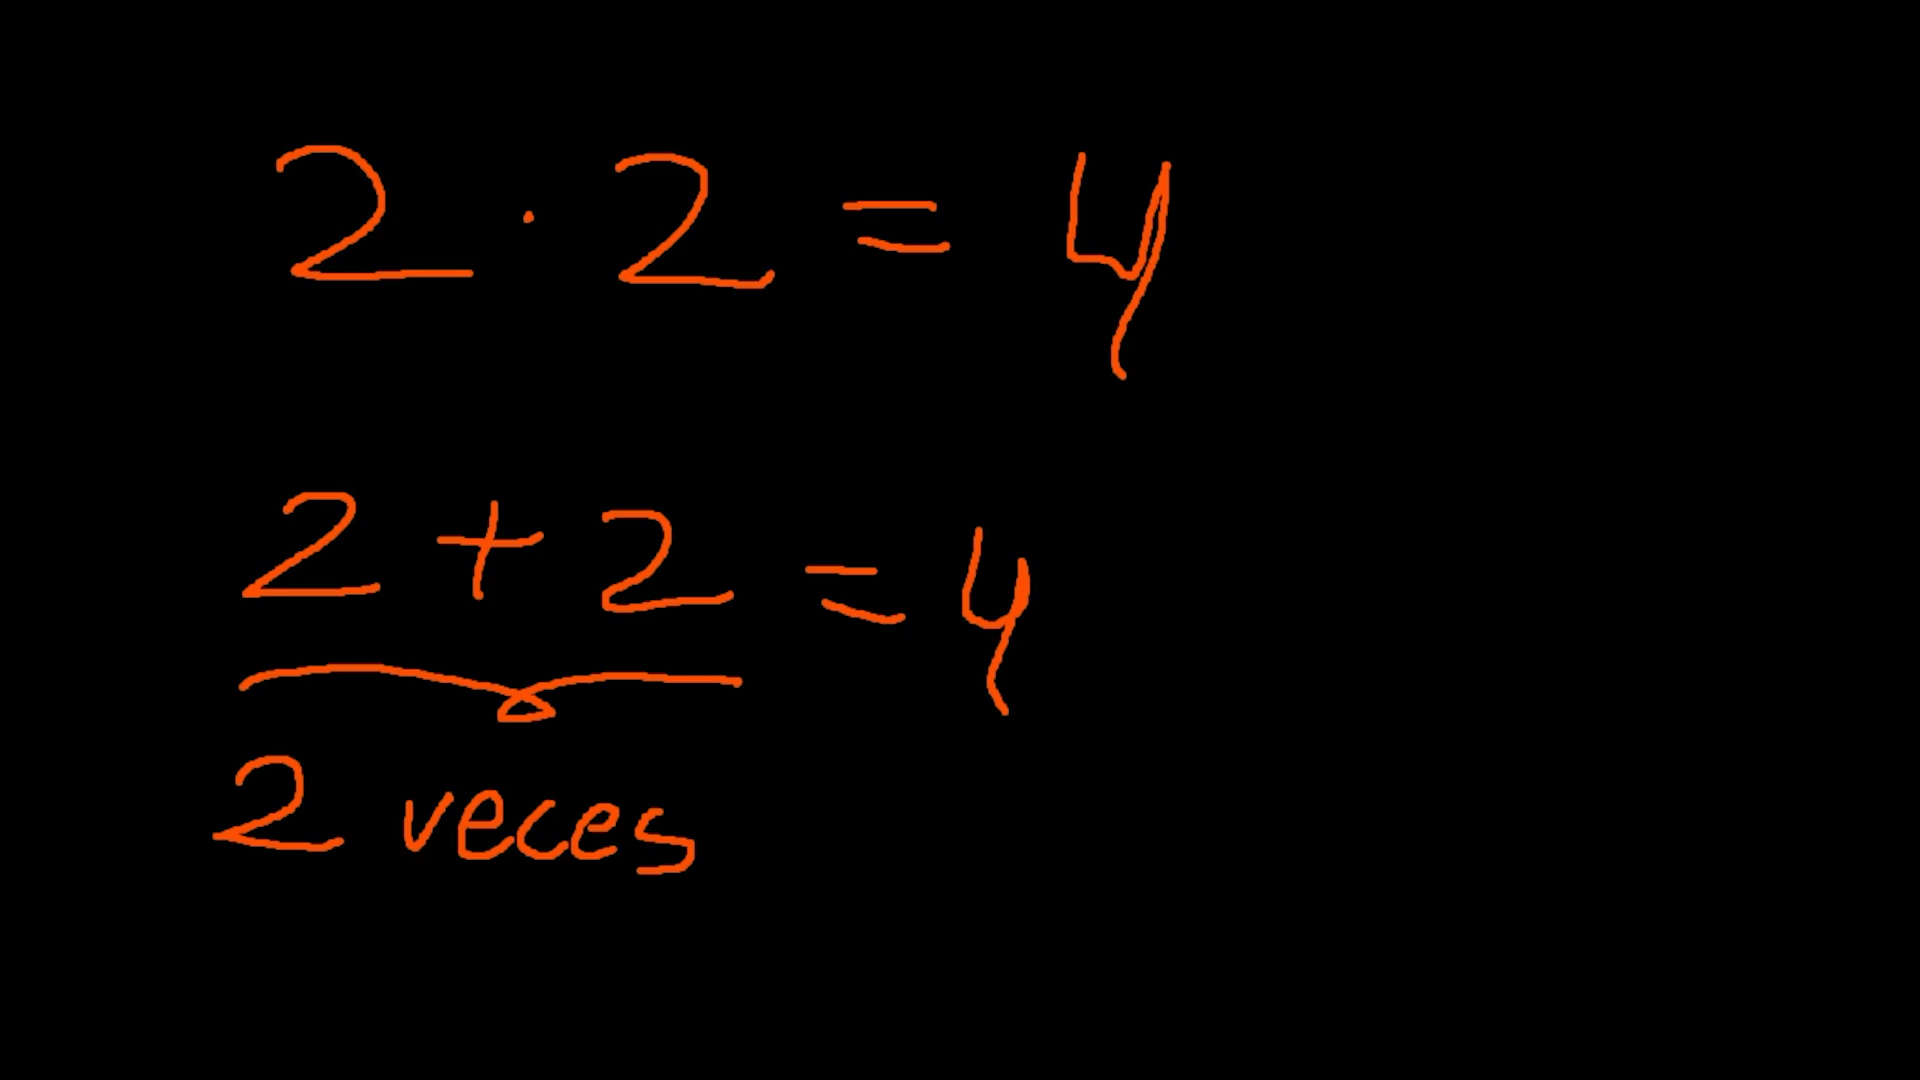 2 · 2 = 4
2 + 2 = 4
2 veces